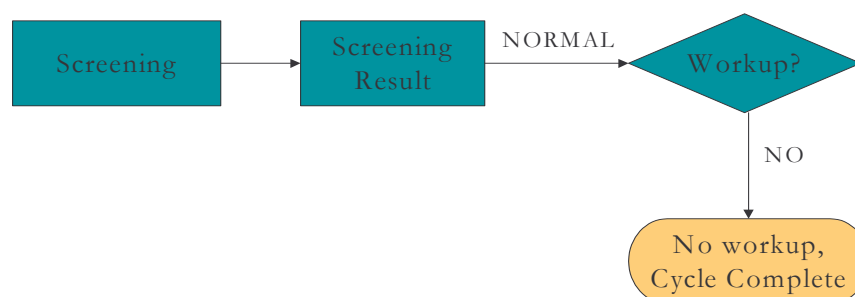 Screening
Screening
Result
NORMAL
Workup?
NO
No workup,
Cycle Complete